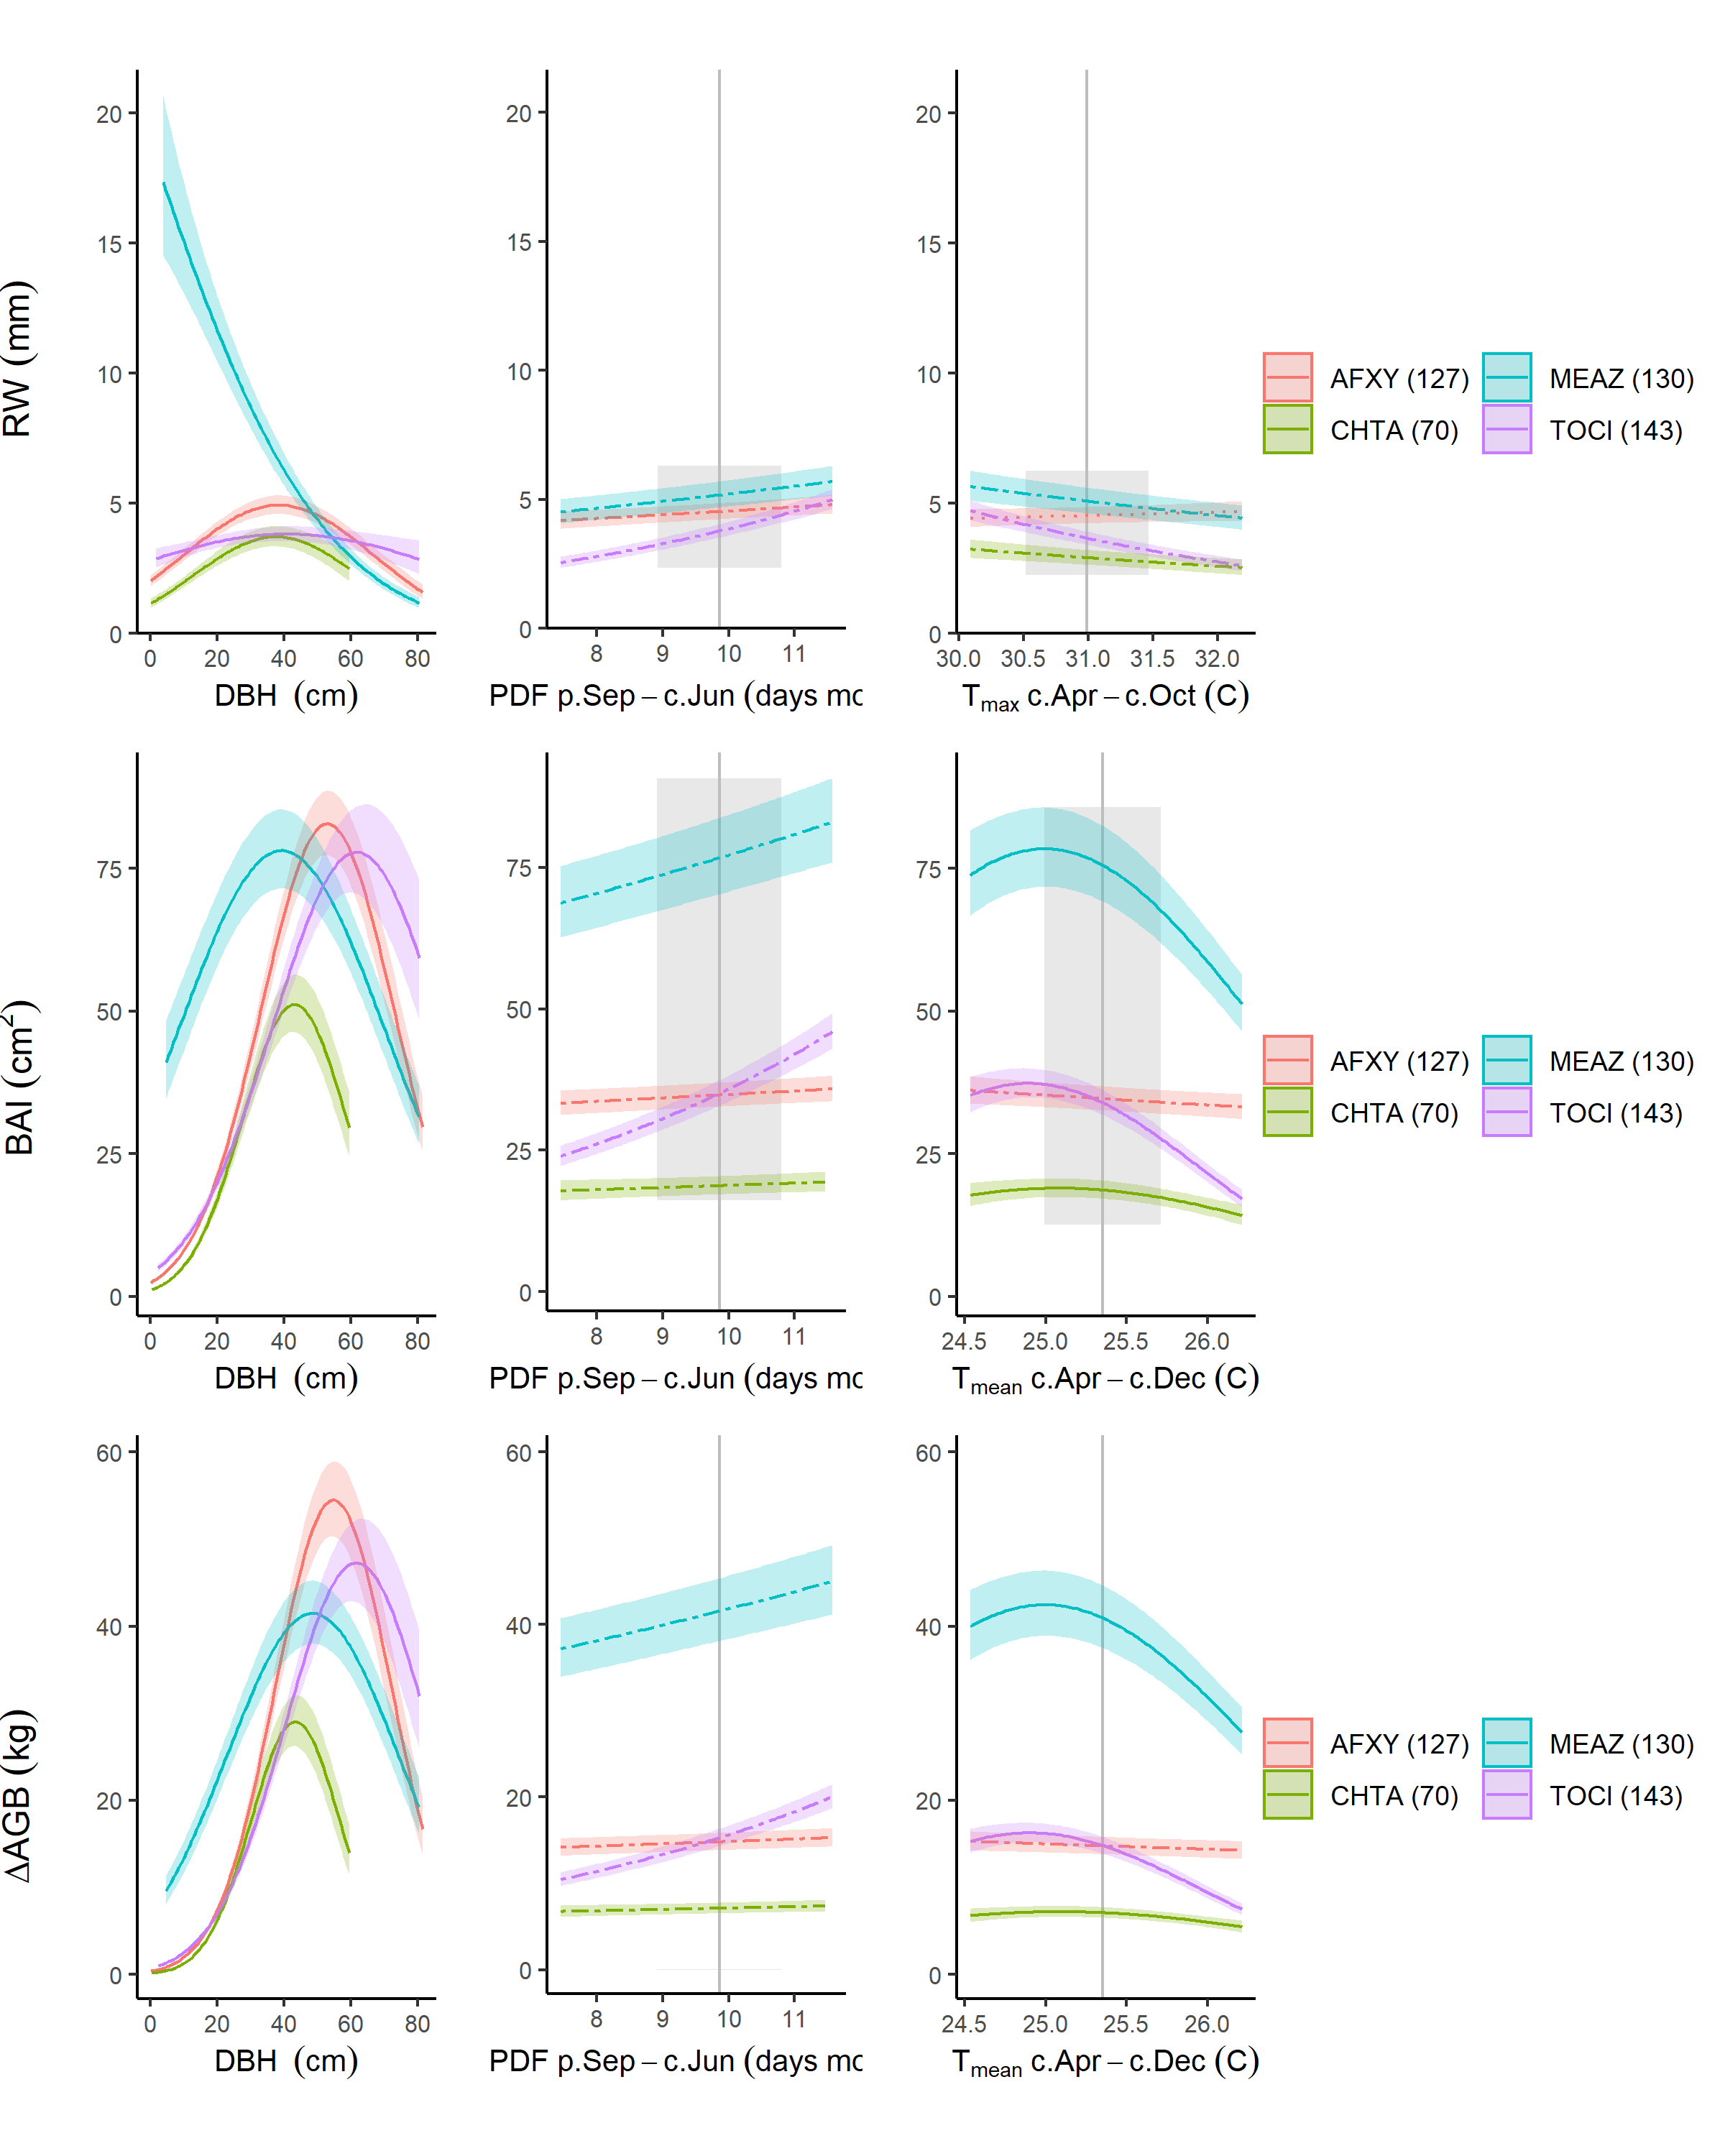 20
15
10
5
0
RW (mm)
0 20 40 60 80
DBH (cm)
20
15
10
5
0
8 9 10 11
PDF p.Sep – c.Jun (days mo
20
15
10
5
0
30.0 30.5 31.0 31.5 32.0
Tmax c.Apr – c.Oct (C)
AFXY (127) MEAZ (130)
CHTA (70) TOCI (143)
75
50
25
0
BAI (cm²)
0 20 40 60 80
DBH (cm)
75
50
25
0
8 9 10 11
PDF p.Sep – c.Jun (days mo
75
50
25
0
24.5 25.0 25.5 26.0
Tmean c.Apr – c.Dec (C)
AFXY (127) MEAZ (130)
CHTA (70) TOCI (143)
60
40
20
0
ΔAGB (kg)
0 20 40 60 80
DBH (cm)
60
40
20
0
8 9 10 11
PDF p.Sep – c.Jun (days mo
60
40
20
0
24.5 25.0 25.5 26.0
Tmean c.Apr – c.Dec (C)
AFXY (127) MEAZ (130)
CHTA (70) TOCI (143)